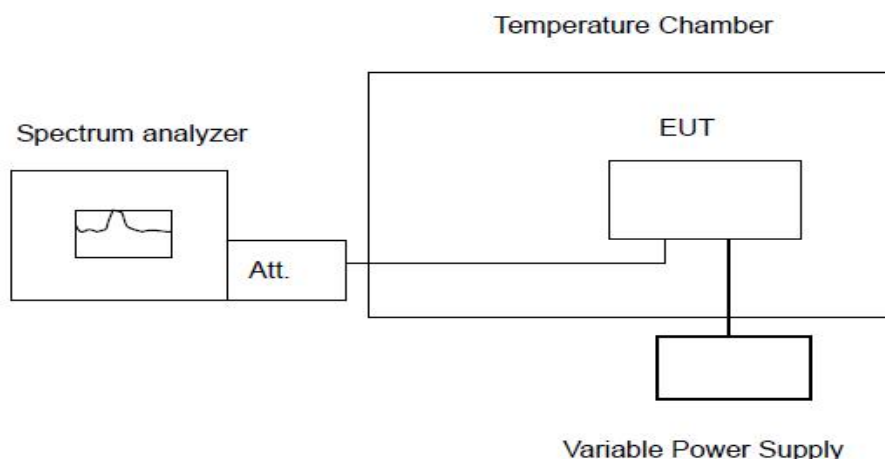 Temperature Chamber
Spectrum analyzer
EUT
Att.
Variable Power Supply